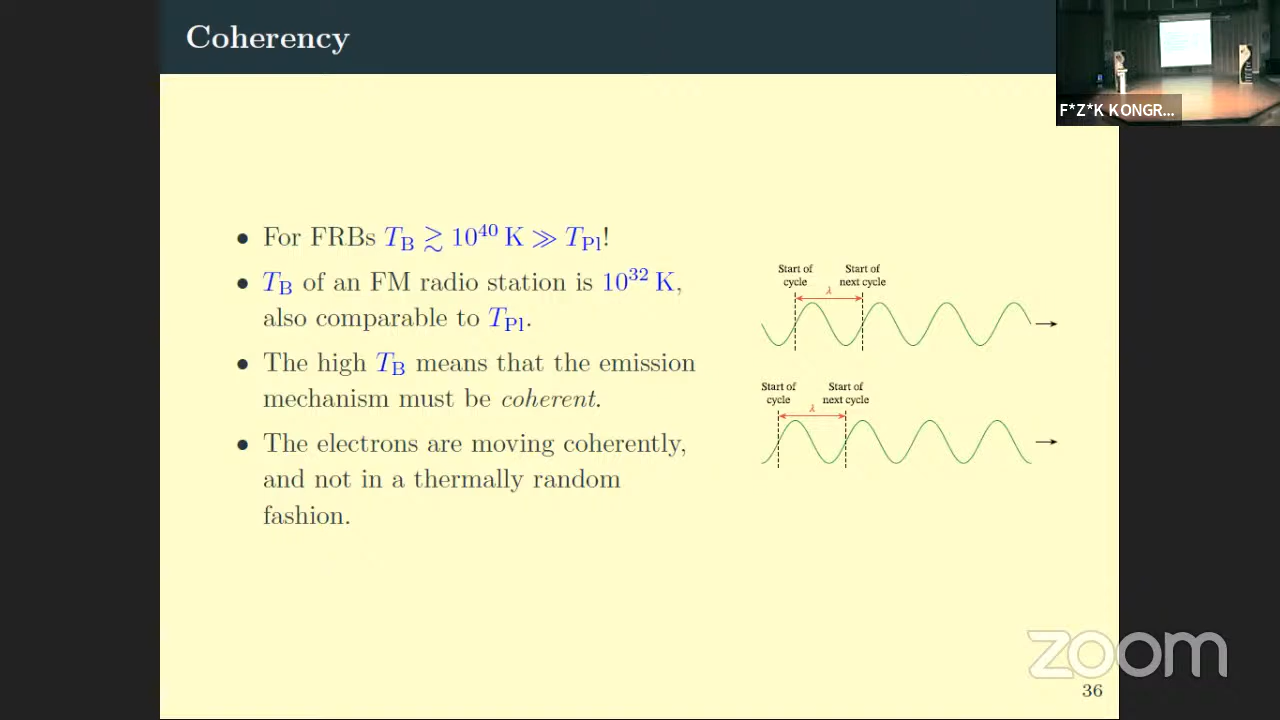 Coherency
F*Z*K KONGR...
• For FRBs T_B ≳ 10^40 K ≫ T_Pl!
• T_B of an FM radio station is 10^32 K,
also comparable to T_Pl.
• The high T_B means that the emission
mechanism must be coherent.
• The electrons are moving coherently,
and not in a thermally random
fashion.
Start of
cycle
Start of
next cycle
λ
Start of
cycle
Start of
next cycle
λ
zoom
36